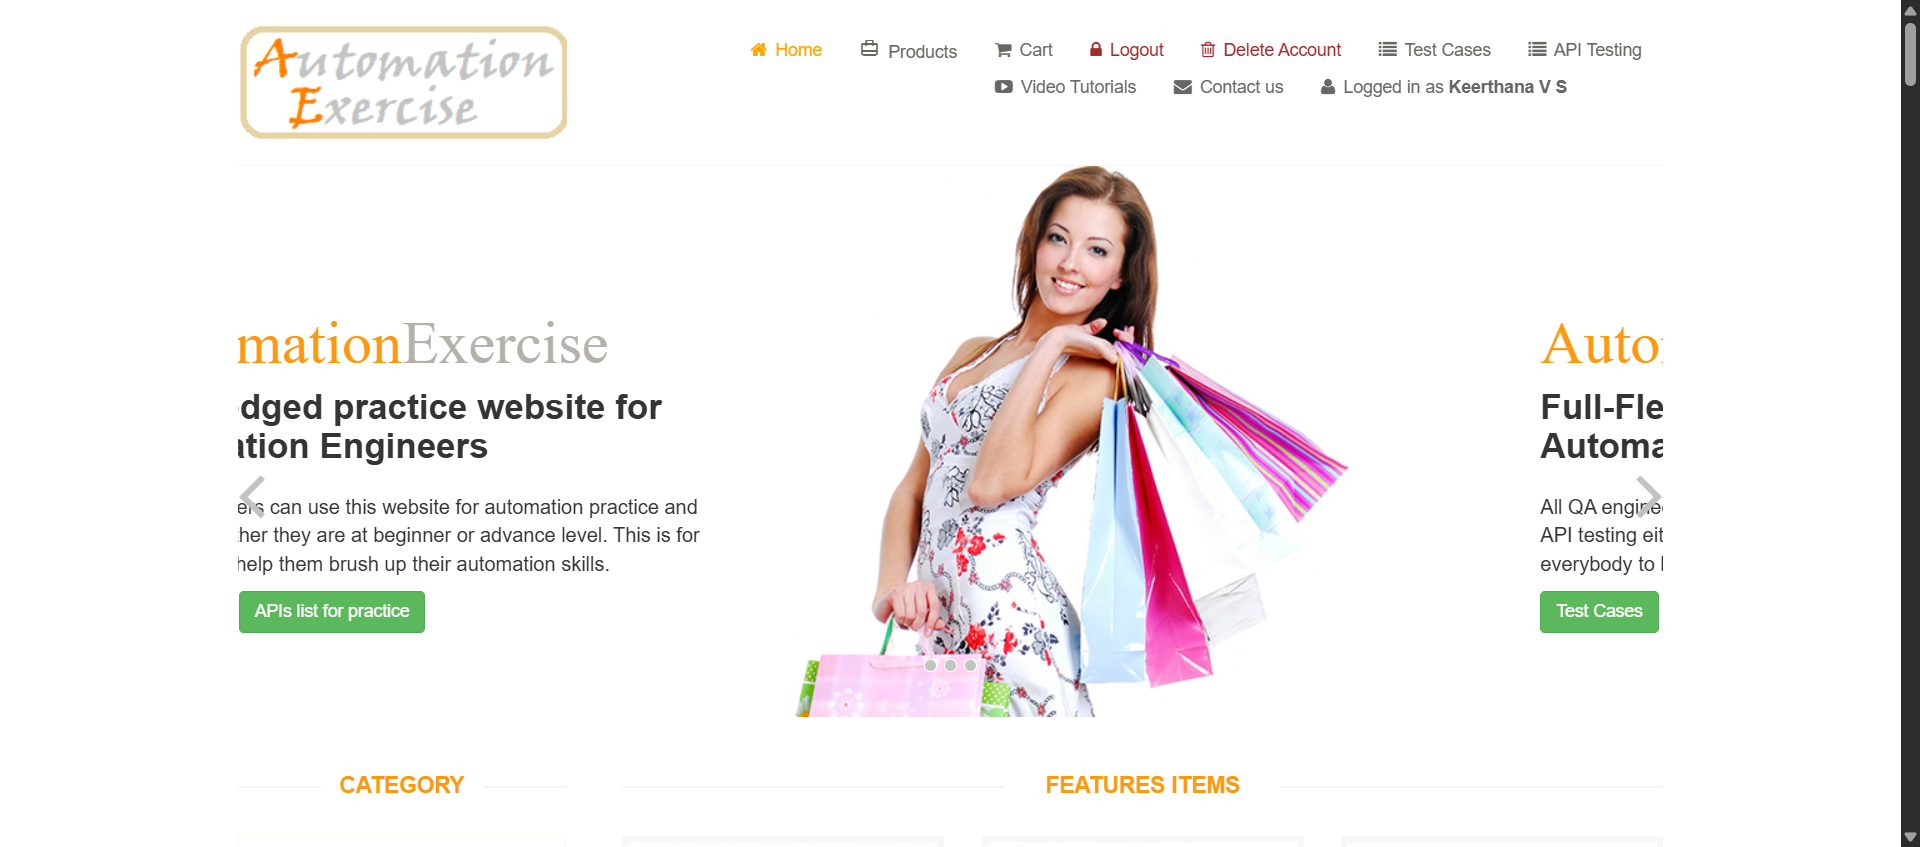 Automation
Exercise
Home Products Cart Logout Delete Account Test Cases API Testing
Video Tutorials Contact us Logged in as Keerthana V S
mationExercise
dged practice website for
ation Engineers
ers can use this website for automation practice and
ther they are at beginner or advance level. This is for
help them brush up their automation skills.
APIs list for practice
Auto
Full-Fle
Automa
All QA engine
API testing eit
everybody to
Test Cases
CATEGORY
FEATURES ITEMS